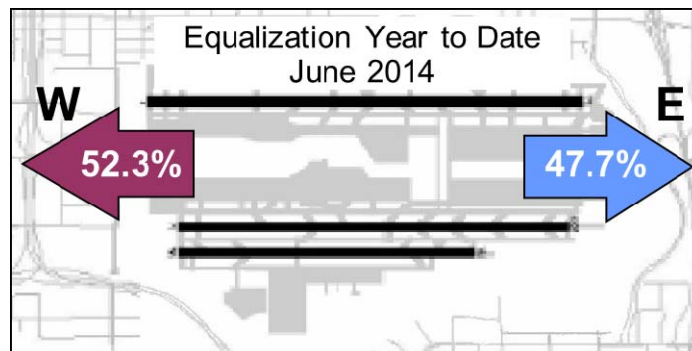 Equalization Year to Date
June 2014
W
E
52.3%
47.7%